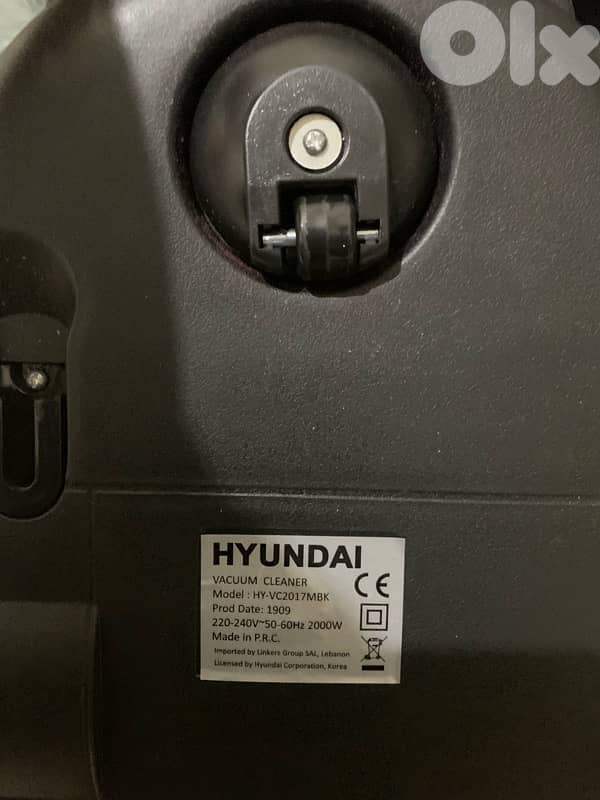 Olx
HYUNDAI
VACUUM CLEANER
Model : HY-VC2017MBK
Prod Date: 1909
220-240V~50-60Hz 2000W
Made in P.R.C.
Imported by Linkers Group SAL, Lebanon
Licensed by Hyundai Corporation, Korea
CE